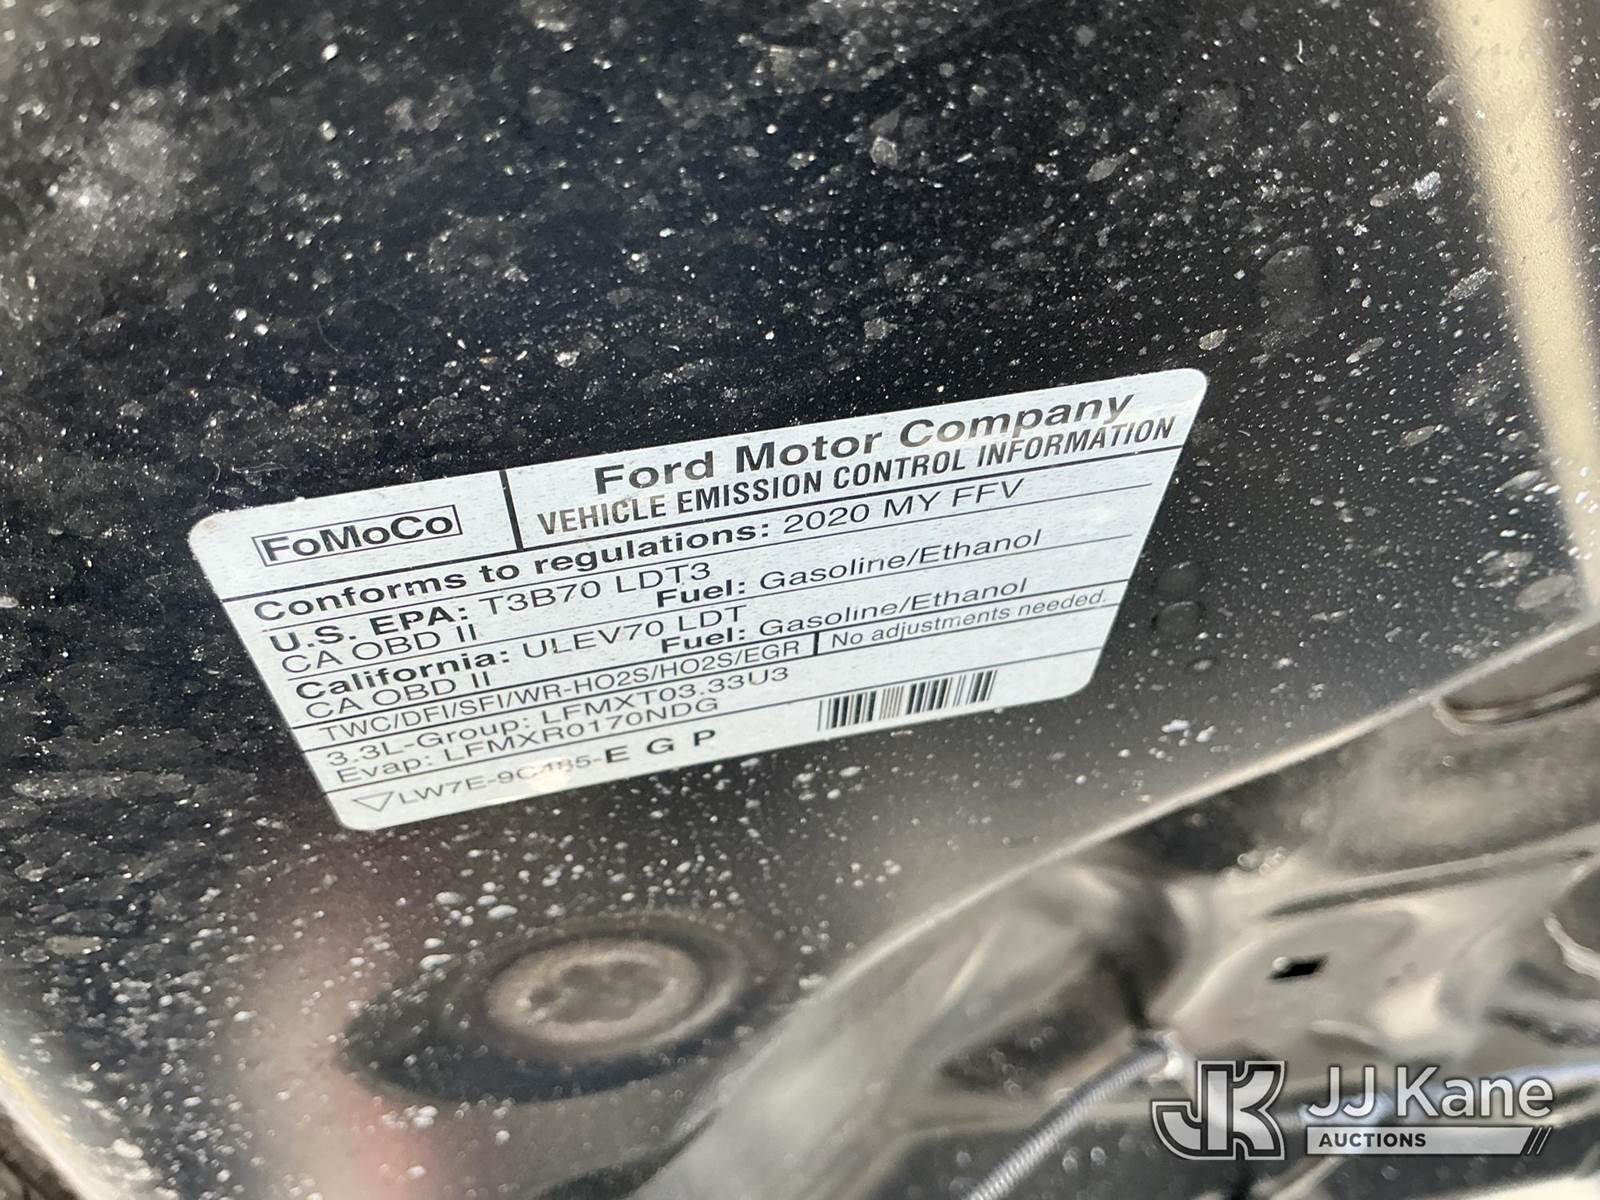 FoMoCo
Ford Motor Company
VEHICLE EMISSION CONTROL INFORMATION
Conforms to regulations: 2020 MY FFV
U.S. EPA: T3B70 LDT3
CA OBD II Fuel: Gasoline/Ethanol
California: ULEV70 LDT
CA OBD II Fuel: Gasoline/Ethanol
TWC/DFI/SFI/WR-HO2S/HO2S/EGR No adjustments needed.
3.3L-Group: LFMXT03.33U3
Evap: LFMXR0170NDG
LW7E-9C485-E G P
JK JJ Kane
AUCTIONS